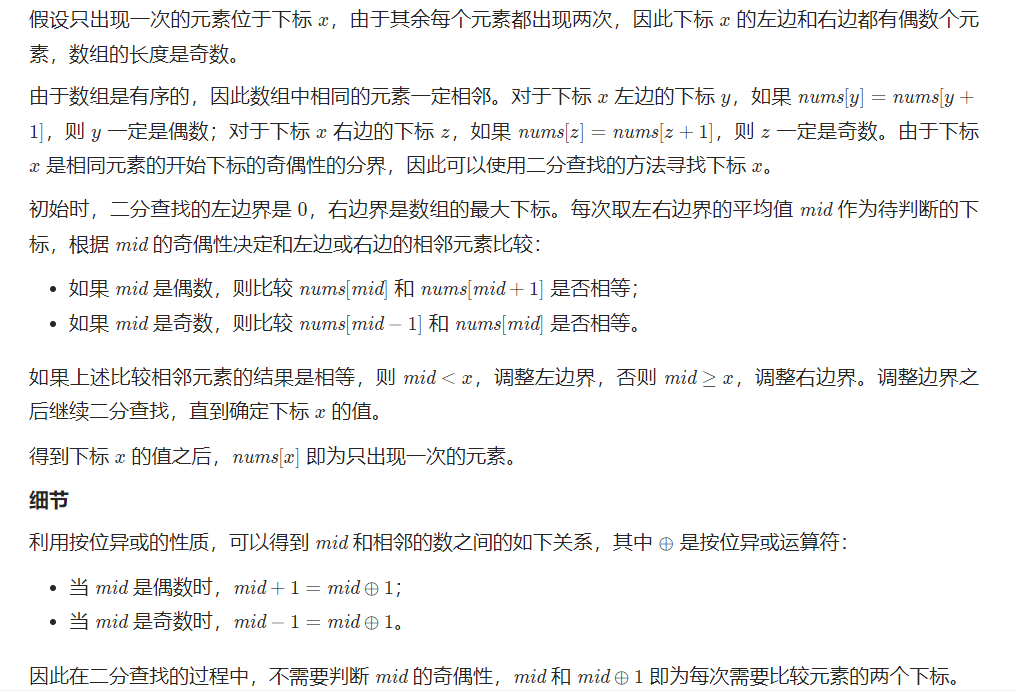 假设只出现一次的元素位于下标 x，由于其余每个元素都出现两次，因此下标 x 的左边和右边都有偶数个元
素，数组的长度是奇数。
由于数组是有序的，因此数组中相同的元素一定相邻。对于下标 x 左边的下标 y，如果 nums[y] = nums[y +
1]，则 y 一定是偶数；对于下标 x 右边的下标 z，如果 nums[z] = nums[z + 1]，则 z 一定是奇数。由于下标
x 是相同元素的开始下标的奇偶性的分界，因此可以使用二分查找的方法寻找下标 x。
初始时，二分查找的左边界是 0，右边界是数组的最大下标。每次取左右边界的平均值 mid 作为待判断的下
标，根据 mid 的奇偶性决定和左边或右边的相邻元素比较：
• 如果 mid 是偶数，则比较 nums[mid] 和 nums[mid + 1] 是否相等；
• 如果 mid 是奇数，则比较 nums[mid − 1] 和 nums[mid] 是否相等。
如果上述比较相邻元素的结果是相等，则 mid < x，调整左边界，否则 mid ≥ x，调整右边界。调整边界之
后继续二分查找，直到确定下标 x 的值。
得到下标 x 的值之后，nums[x] 即为只出现一次的元素。
细节
利用按位异或的性质，可以得到 mid 和相邻的数之间的如下关系，其中 ⊕ 是按位异或运算符：
• 当 mid 是偶数时，mid + 1 = mid ⊕ 1；
• 当 mid 是奇数时，mid − 1 = mid ⊕ 1。
因此在二分查找的过程中，不需要判断 mid 的奇偶性，mid 和 mid ⊕ 1 即为每次需要比较元素的两个下标。